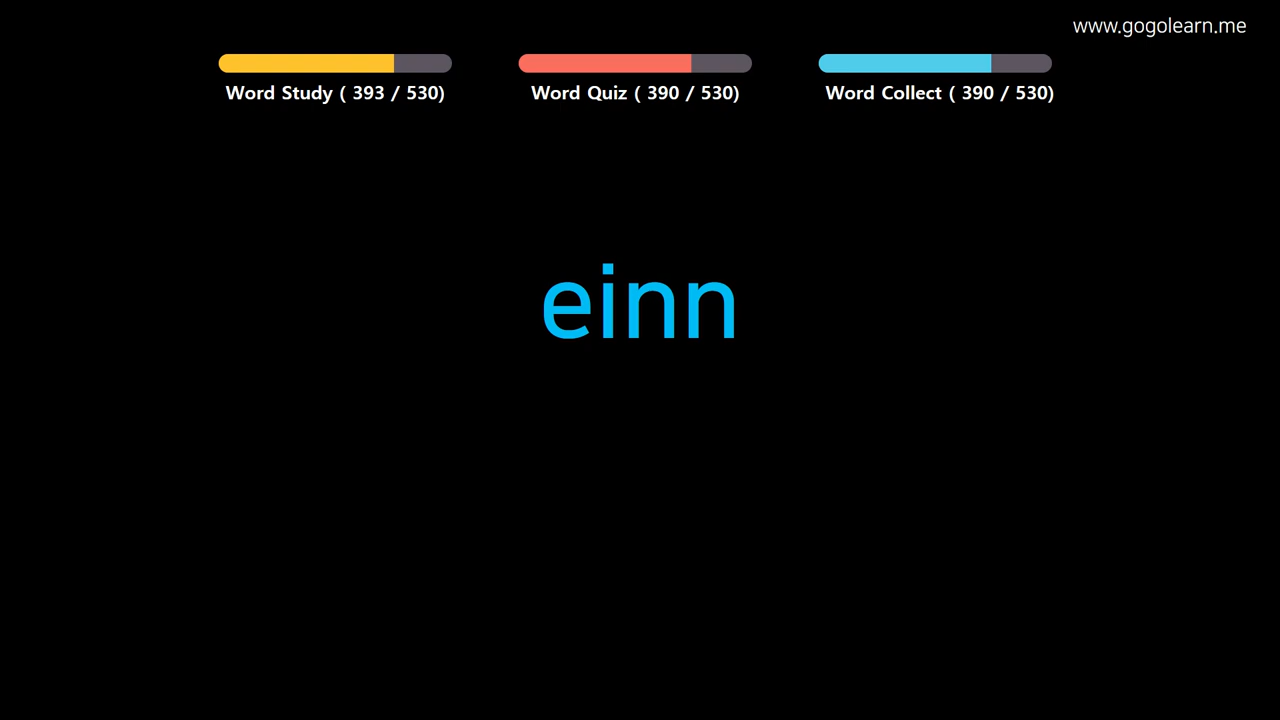 www.gogolearn.me
Word Study ( 393 / 530)
Word Quiz ( 390 / 530)
Word Collect ( 390 / 530)
einn